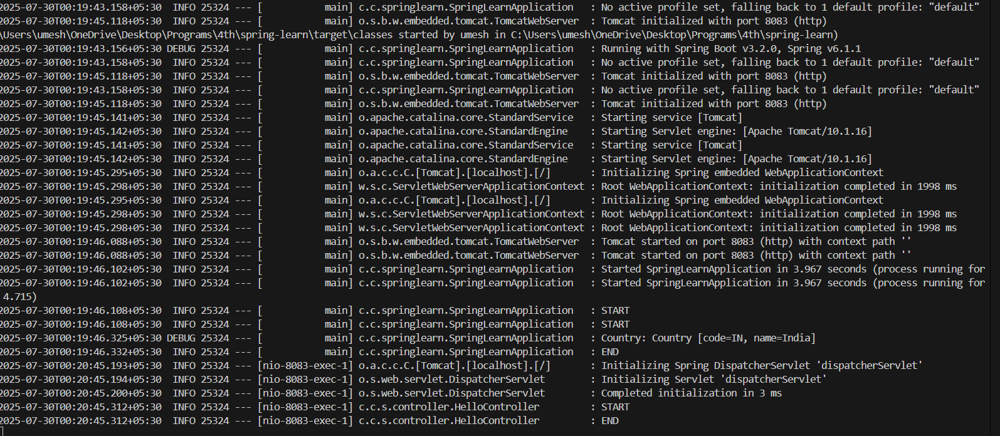 2025-07-30T00:19:43.158+05:30  INFO 25324 --- [           main] c.c.springlearn.SpringLearnApplication   : No active profile set, falling back to 1 default profile: "default"
2025-07-30T00:19:45.118+05:30  INFO 25324 --- [           main] o.s.b.w.embedded.tomcat.TomcatWebServer  : Tomcat initialized with port 8083 (http)
\Users\umesh\OneDrive\Desktop\Programs\4th\spring-learn\target\classes started by umesh in C:\Users\umesh\OneDrive\Desktop\Programs\4th\spring-learn)
2025-07-30T00:19:43.156+05:30 DEBUG 25324 --- [           main] c.c.springlearn.SpringLearnApplication   : Running with Spring Boot v3.2.0, Spring v6.1.1
2025-07-30T00:19:43.158+05:30  INFO 25324 --- [           main] c.c.springlearn.SpringLearnApplication   : No active profile set, falling back to 1 default profile: "default"
2025-07-30T00:19:45.118+05:30  INFO 25324 --- [           main] o.s.b.w.embedded.tomcat.TomcatWebServer  : Tomcat initialized with port 8083 (http)
2025-07-30T00:19:43.158+05:30  INFO 25324 --- [           main] c.c.springlearn.SpringLearnApplication   : No active profile set, falling back to 1 default profile: "default"
2025-07-30T00:19:45.118+05:30  INFO 25324 --- [           main] o.s.b.w.embedded.tomcat.TomcatWebServer  : Tomcat initialized with port 8083 (http)
2025-07-30T00:19:45.141+05:30  INFO 25324 --- [           main] o.apache.catalina.core.StandardService   : Starting service [Tomcat]
2025-07-30T00:19:45.142+05:30  INFO 25324 --- [           main] o.apache.catalina.core.StandardEngine    : Starting Servlet engine: [Apache Tomcat/10.1.16]
2025-07-30T00:19:45.141+05:30  INFO 25324 --- [           main] o.apache.catalina.core.StandardService   : Starting service [Tomcat]
2025-07-30T00:19:45.142+05:30  INFO 25324 --- [           main] o.apache.catalina.core.StandardEngine    : Starting Servlet engine: [Apache Tomcat/10.1.16]
2025-07-30T00:19:45.295+05:30  INFO 25324 --- [           main] o.a.c.c.C.[Tomcat].[localhost].[/]       : Initializing Spring embedded WebApplicationContext
2025-07-30T00:19:45.298+05:30  INFO 25324 --- [           main] w.s.c.ServletWebServerApplicationContext : Root WebApplicationContext: initialization completed in 1998 ms
2025-07-30T00:19:45.295+05:30  INFO 25324 --- [           main] o.a.c.c.C.[Tomcat].[localhost].[/]       : Initializing Spring embedded WebApplicationContext
2025-07-30T00:19:45.298+05:30  INFO 25324 --- [           main] w.s.c.ServletWebServerApplicationContext : Root WebApplicationContext: initialization completed in 1998 ms
2025-07-30T00:19:45.298+05:30  INFO 25324 --- [           main] w.s.c.ServletWebServerApplicationContext : Root WebApplicationContext: initialization completed in 1998 ms
2025-07-30T00:19:46.088+05:30  INFO 25324 --- [           main] o.s.b.w.embedded.tomcat.TomcatWebServer  : Tomcat started on port 8083 (http) with context path ''
2025-07-30T00:19:46.088+05:30  INFO 25324 --- [           main] o.s.b.w.embedded.tomcat.TomcatWebServer  : Tomcat started on port 8083 (http) with context path ''
2025-07-30T00:19:46.102+05:30  INFO 25324 --- [           main] c.c.springlearn.SpringLearnApplication   : Started SpringLearnApplication in 3.967 seconds (process running for
2025-07-30T00:19:46.102+05:30  INFO 25324 --- [           main] c.c.springlearn.SpringLearnApplication   : Started SpringLearnApplication in 3.967 seconds (process running for
 4.715)
2025-07-30T00:19:46.108+05:30  INFO 25324 --- [           main] c.c.springlearn.SpringLearnApplication   : START
2025-07-30T00:19:46.108+05:30  INFO 25324 --- [           main] c.c.springlearn.SpringLearnApplication   : START
2025-07-30T00:19:46.325+05:30 DEBUG 25324 --- [           main] c.c.springlearn.SpringLearnApplication   : Country: Country [code=IN, name=India]
2025-07-30T00:19:46.332+05:30  INFO 25324 --- [           main] c.c.springlearn.SpringLearnApplication   : END
2025-07-30T00:20:45.193+05:30  INFO 25324 --- [nio-8083-exec-1] o.a.c.c.C.[Tomcat].[localhost].[/]       : Initializing Spring DispatcherServlet 'dispatcherServlet'
2025-07-30T00:20:45.194+05:30  INFO 25324 --- [nio-8083-exec-1] o.s.web.servlet.DispatcherServlet        : Initializing Servlet 'dispatcherServlet'
2025-07-30T00:20:45.200+05:30  INFO 25324 --- [nio-8083-exec-1] o.s.web.servlet.DispatcherServlet        : Completed initialization in 3 ms
2025-07-30T00:20:45.312+05:30  INFO 25324 --- [nio-8083-exec-1] c.c.s.controller.HelloController         : START
2025-07-30T00:20:45.312+05:30  INFO 25324 --- [nio-8083-exec-1] c.c.s.controller.HelloController         : END